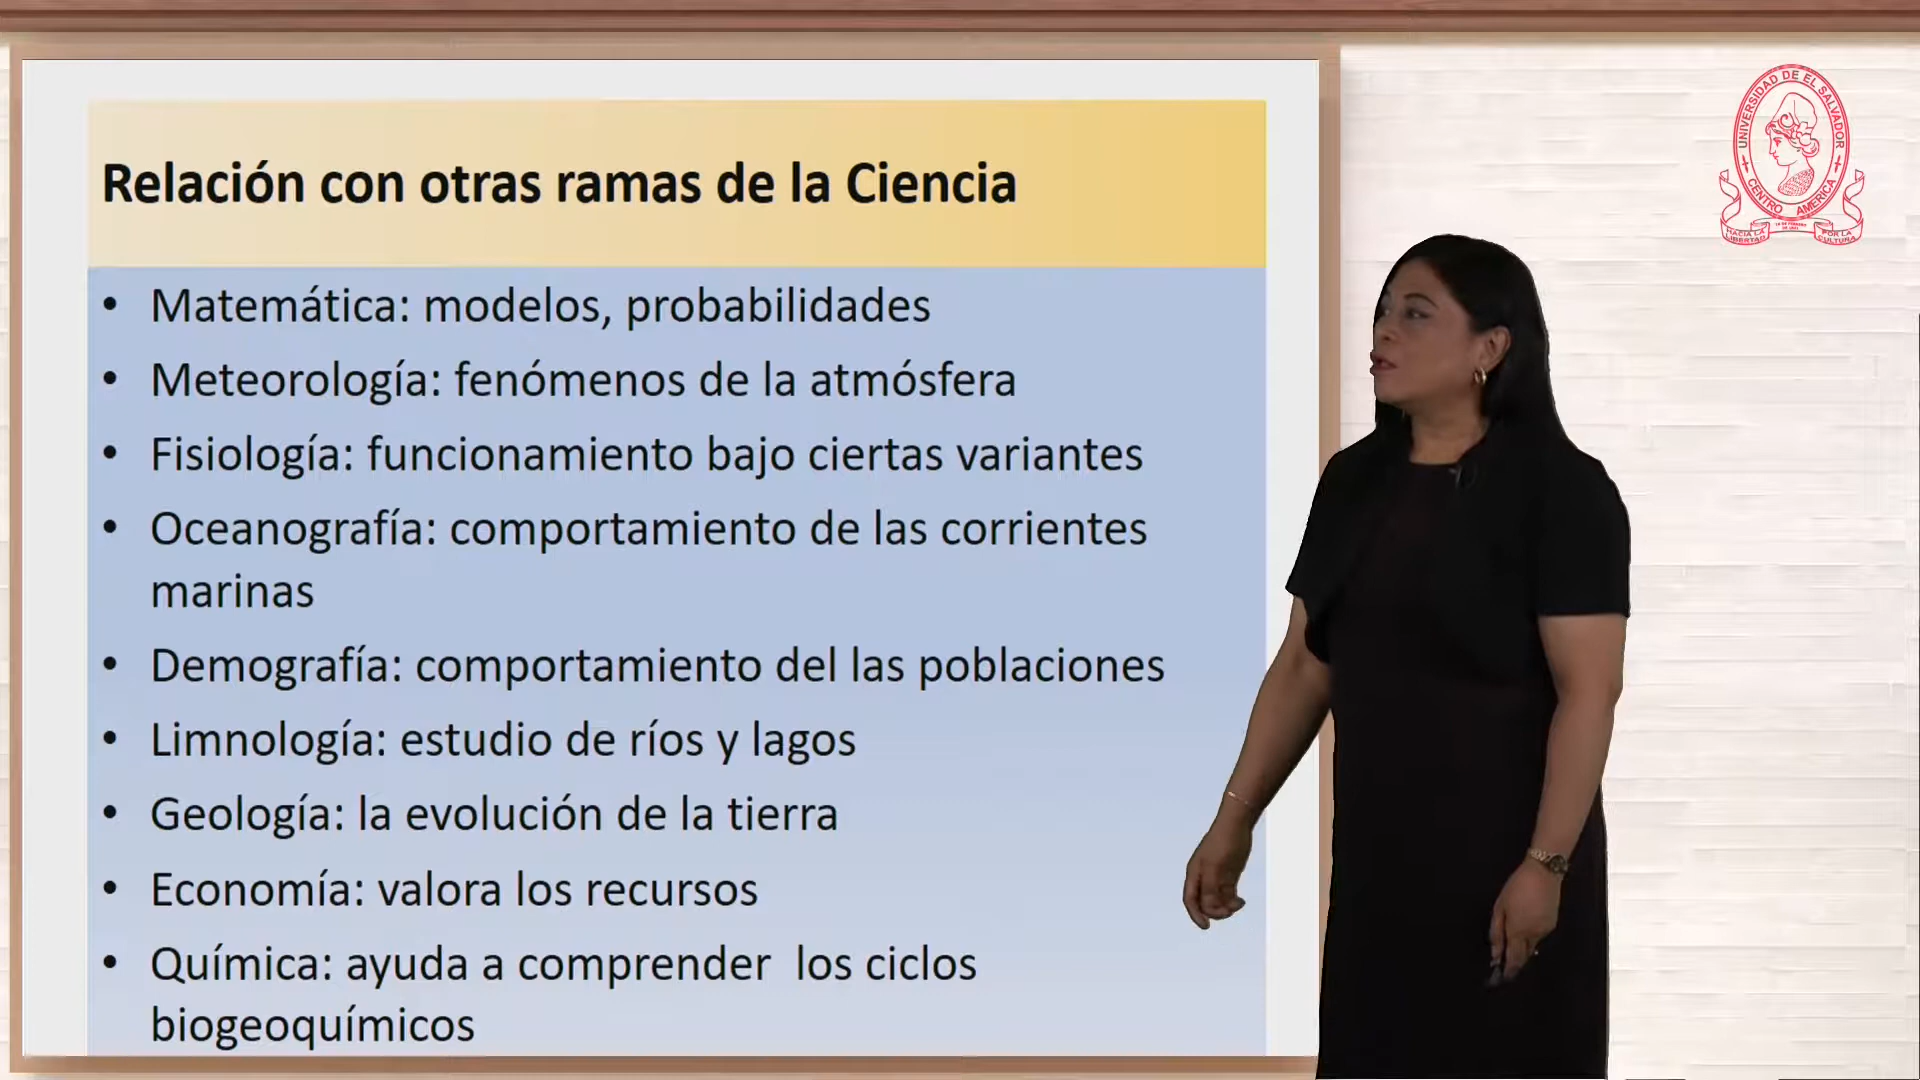 Relación con otras ramas de la Ciencia
• Matemática: modelos, probabilidades
• Meteorología: fenómenos de la atmósfera
• Fisiología: funcionamiento bajo ciertas variantes
• Oceanografía: comportamiento de las corrientes
marinas
• Demografía: comportamiento del las poblaciones
• Limnología: estudio de ríos y lagos
• Geología: la evolución de la tierra
• Economía: valora los recursos
• Química: ayuda a comprender los ciclos
biogeoquímicos
UNIVERSIDAD DE EL SALVADOR
CENTRO AMERICA
HACIA LA
LIBERTAD
POR LA
CULTURA